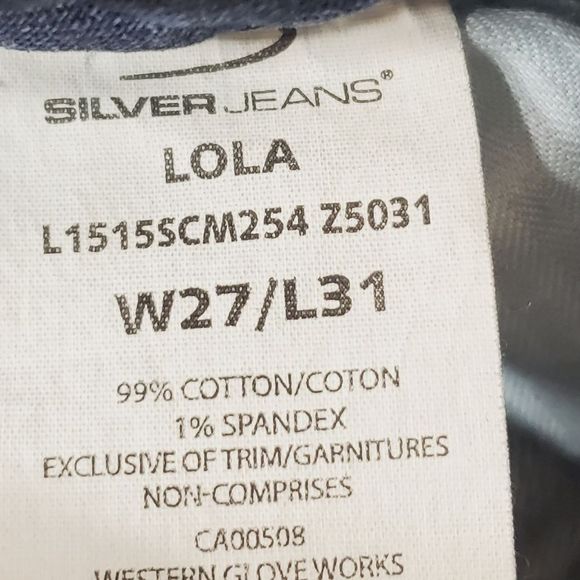 SILVER JEANS®
LOLA
L1515SCM254 Z5031
W27/L31
99% COTTON/COTON
1% SPANDEX
EXCLUSIVE OF TRIM/GARNITURES
NON-COMPRISES
CA00508
WESTERN GLOVE WORKS